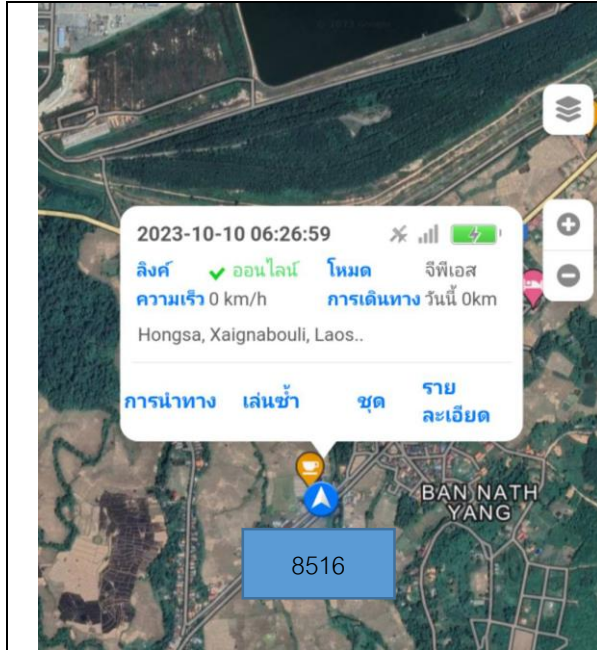 2023-10-10 06:26:59
ลิงค์ ออนไลน์ โหมด จีพีเอส
ความเร็ว 0 km/h การเดินทาง วันนี้ 0km
Hongsa, Xaignabouli, Laos..
การนำทาง เล่นซ้ำ ชุด ราย
ละเอียด
BAN NATH
YANG
8516